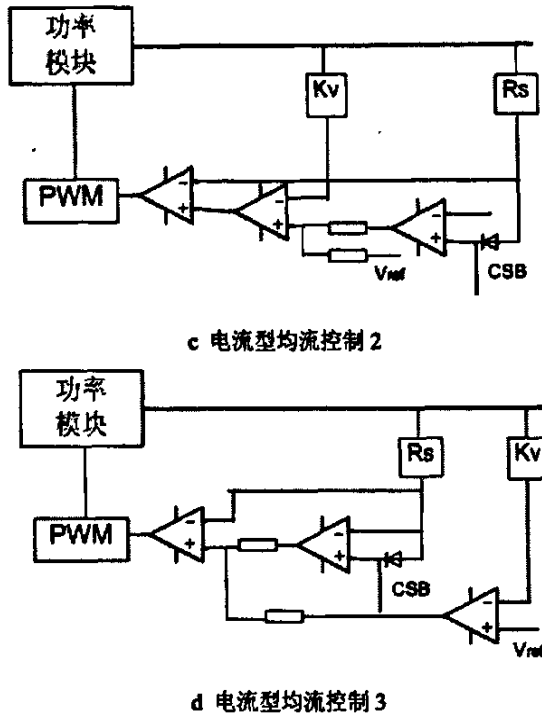 功率
模块
Kv
Rs
PWM
-
+
-
+
-
+
Vref
CSB
c 电流型均流控制2
功率
模块
Rs
Kv
PWM
-
+
-
+
CSB
-
+
Vref
d 电流型均流控制3